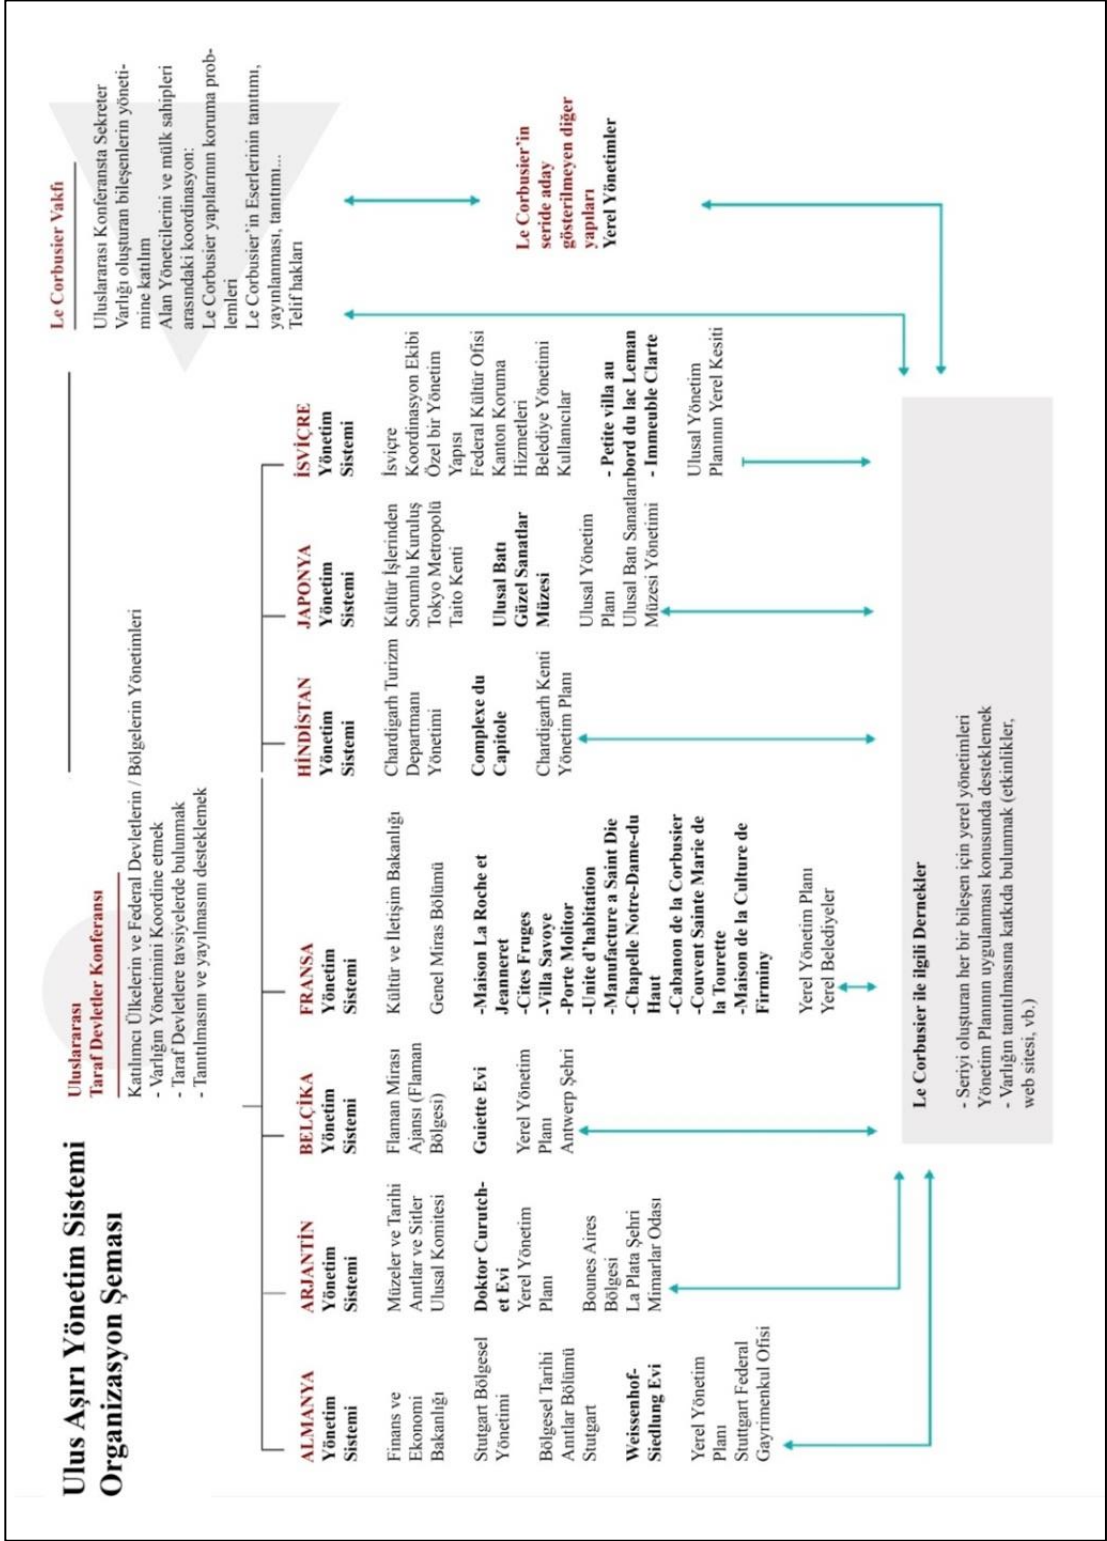 Ulus Aşırı Yönetim Sistemi
Organizasyon Şeması
Uluslararası
Taraf Devletler Konferansı
Katılımcı Ülkelerin ve Federal Devletlerin / Bölgelerin Yönetimleri
- Varlığın Yönetimini Koordine etmek
- Taraf Devletlere tavsiyelerde bulunmak
- Tanıtılmasını ve yayılmasını desteklemek
Le Corbusier Vakfı
Uluslararası Konferansta Sekreter
Varlığı oluşturan bileşenlerin yöneti-
mine katılım
Alan Yönetcilerini ve mülk sahipleri
arasındaki koordinasyon:
Le Corbusier yapılarının koruma prob-
lemleri
Le Corbusier'in Eserlerinin tanıtımı,
yayınlanması, tanıtımı...
Telif hakları
ALMANYA
Yönetim
Sistemi
Finans ve
Ekonomi
Bakanlığı
Stutgart Bölgesel
Yönetimi
Bölgesel Tarihi
Anıtlar Bölümü
Stutgart
Weissenhof-
Siedlung Evi
Yerel Yönetim
Planı
Stuttgart Federal
Gayrimenkul Ofisi
ARJANTİN
Yönetim
Sistemi
Müzeler ve Tarihi
Anıtlar ve Sitler
Ulusal Komitesi
Doktor Curutch-
et Evi
Yerel Yönetim
Planı
Bounes Aires
Bölgesi
La Plata Şehri
Mimarlar Odası
BELÇİKA
Yönetim
Sistemi
Flaman Mirası
Ajansı (Flaman
Bölgesi)
Guiette Evi
Yerel Yönetim
Planı
Antwerp Şehri
FRANSA
Yönetim
Sistemi
Kültür ve İletişim Bakanlığı
Genel Miras Bölümü
-Maison La Roche et
Jeanneret
-Cites Fruges
-Villa Savoye
-Porte Molitor
-Unite d'habitation
-Manufacture a Saint Die
-Chapelle Notre-Dame-du
Haut
-Cabanon de la Corbusier
-Couvent Sainte Marie de
la Tourette
-Maison de la Culture de
Firminy
Yerel Yönetim Planı
Yerel Belediyeler
HİNDİSTAN
Yönetim
Sistemi
Chardigarh Turizm
Departmanı
Yönetimi
Complexe du
Capitole
Chardigarh Kenti
Yönetim Planı
JAPONYA
Yönetim
Sistemi
Kültür İşlerinden
Sorumlu Kuruluş
Tokyo Metropolü
Taito Kenti
Ulusal Batı
Güzel Sanatlar
Müzesi
Ulusal Yönetim
Planı
Ulusal Batı Sanatları
Müzesi Yönetimi
İSVİÇRE
Yönetim
Sistemi
İsviçre
Koordinasyon Ekibi
Özel bir Yönetim
Yapısı
Federal Kültür Ofisi
Kanton Koruma
Hizmetleri
Belediye Yönetimi
Kullanıcılar
- Petite villa au
bord du lac Leman
- Immeuble Clarte
Ulusal Yönetim
Planının Yerel Kesiti
Le Corbusier'in
seride aday
gösterilmeyen diğer
yapıları
Yerel Yönetimler
Le Corbusier ile ilgili Dernekler
- Seriyi oluşturan her bir bileşen için yerel yönetimleri
Yönetim Planının uygulanması konusunda desteklemek
- Varlığın tanıtılmasına katkıda bulunmak (etkinlikler,
web sitesi, vb.)